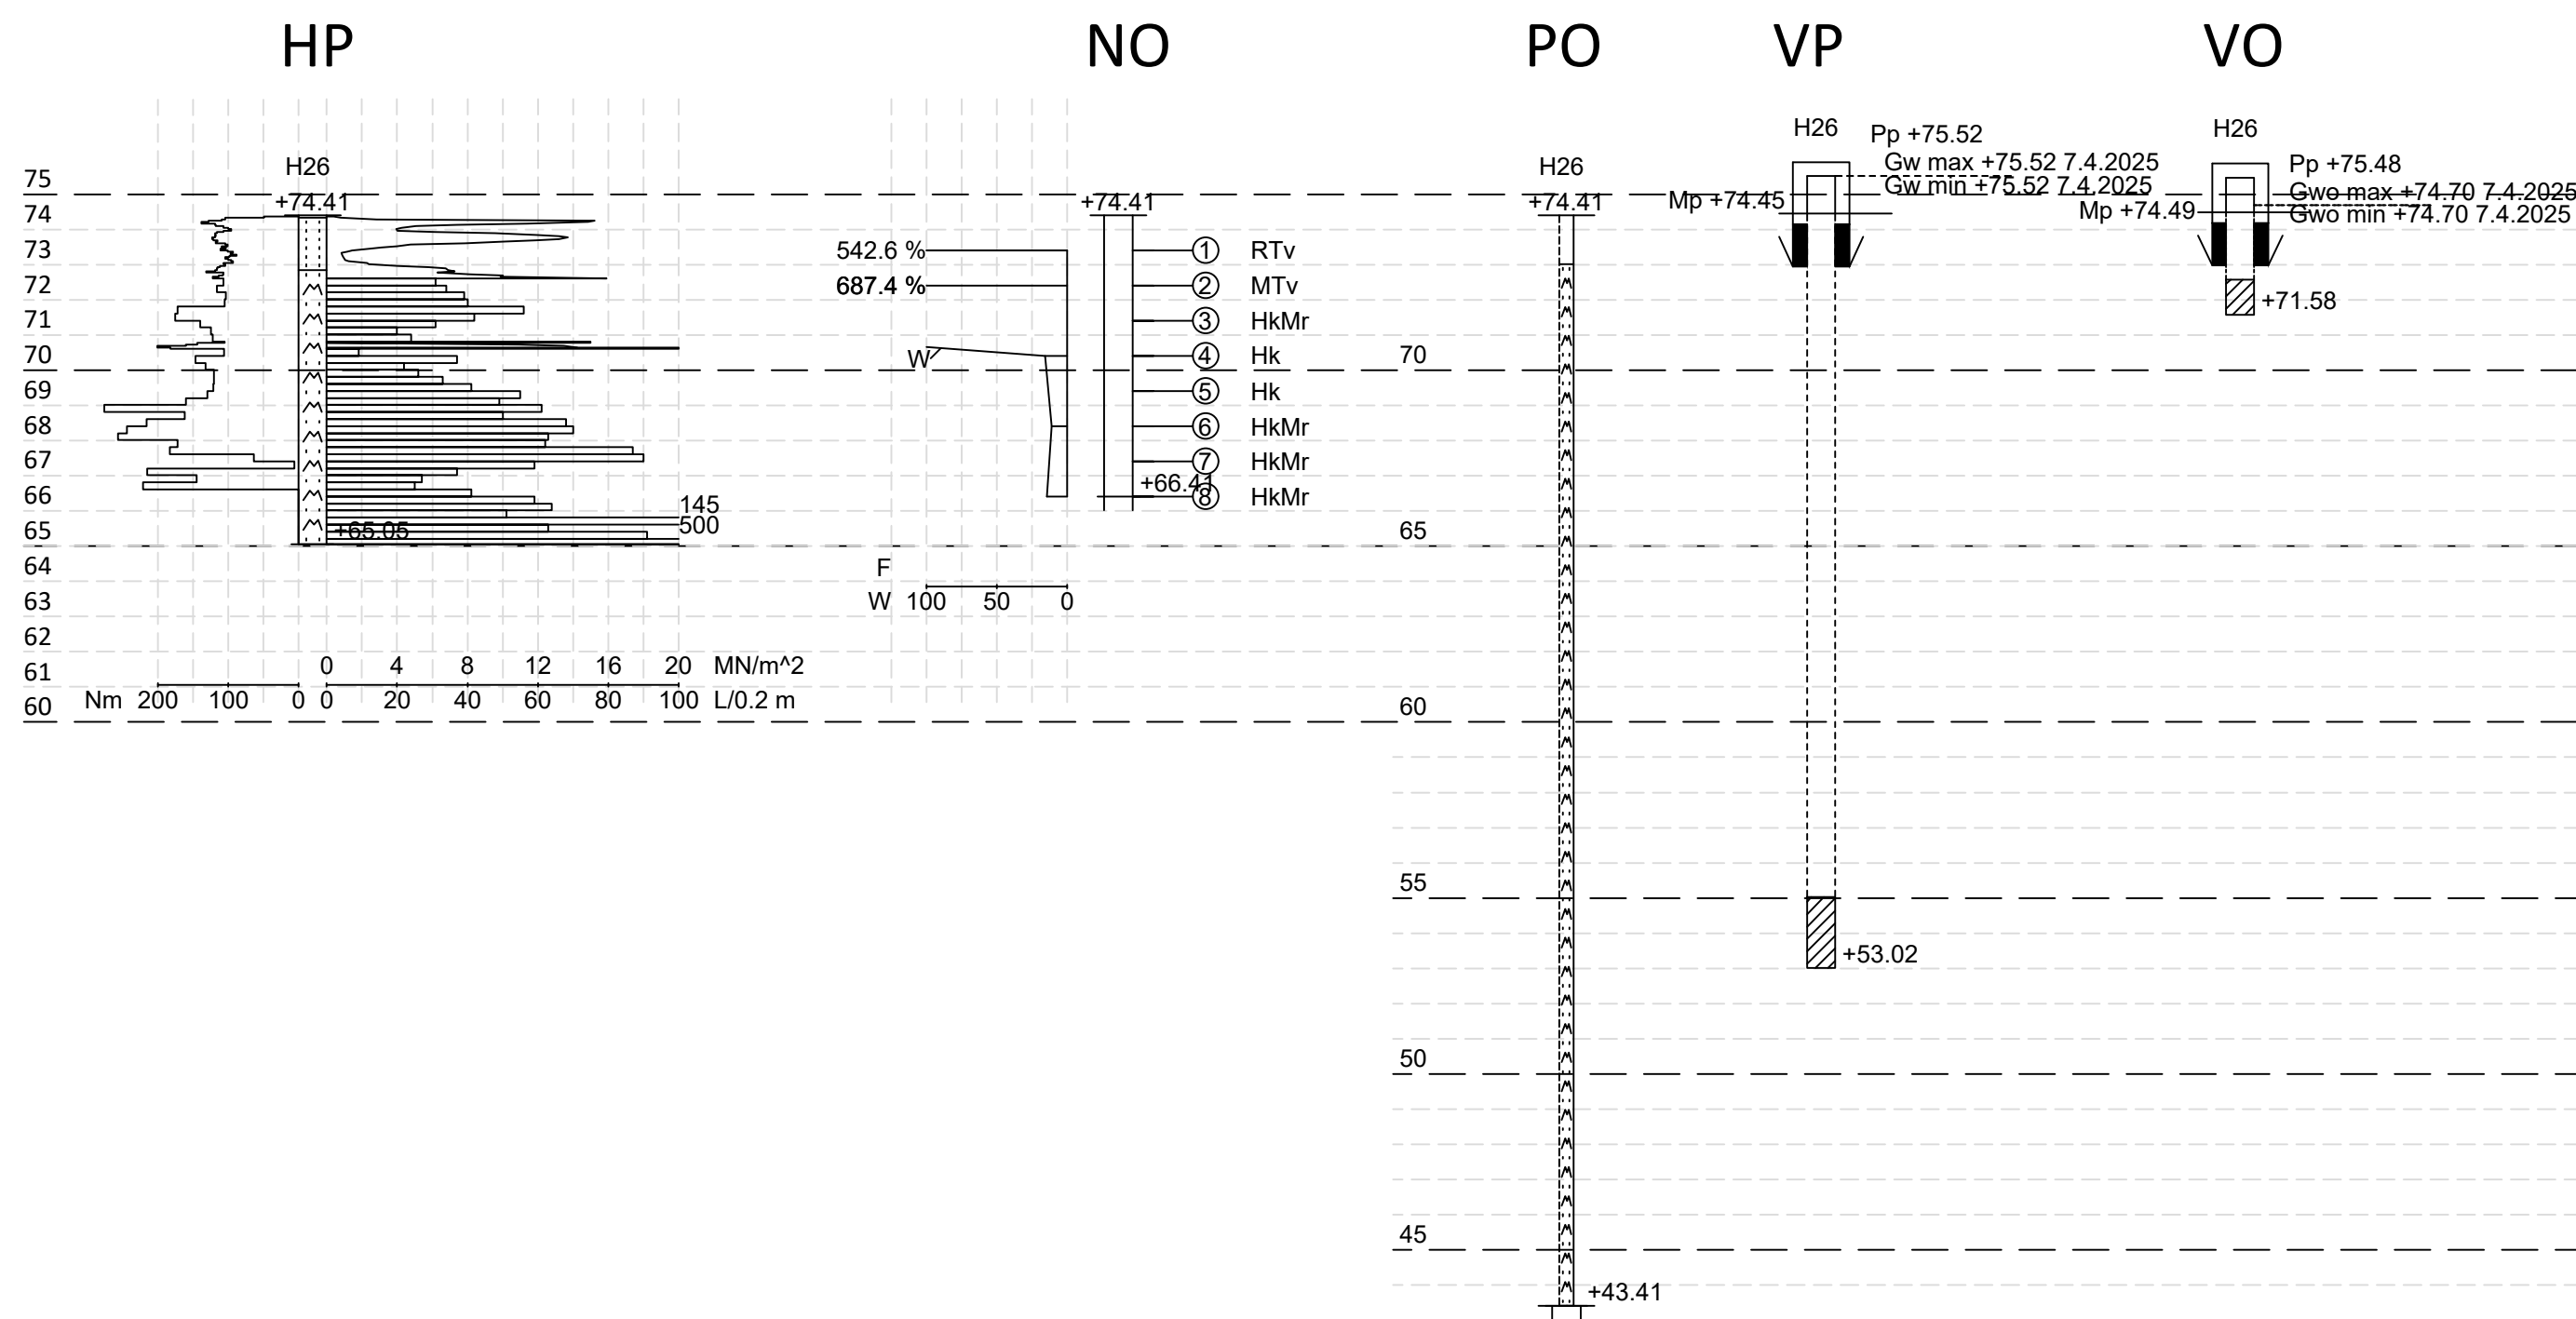 HP NO PO VP VO
H26 H26 H26 H26
Pp +75.52
Gw max +75.52 7.4.2025
Gw min +75.52 7.4.2025
Mp +74.45
Pp +75.48
Gwo max +74.70 7.4.2025
Gwo min +74.70 7.4.2025
Mp +74.49
75
+74.41 +74.41 +74.41
74
73 542.6 % 1 RTv
72 687.4 % 2 MTv
+71.58
71 3 HkMr
70 W 4 Hk 70
69 5 Hk
68 6 HkMr
67 7 HkMr
+66.41
66 8 HkMr
145
500
65 +65.05 65
64 F
63 W 100 50 0
62
61 0 4 8 12 16 20 MN/m^2
60 Nm 200 100 0 0 20 40 60 80 100 L/0.2 m 60
55
+53.02
50
45
+43.41